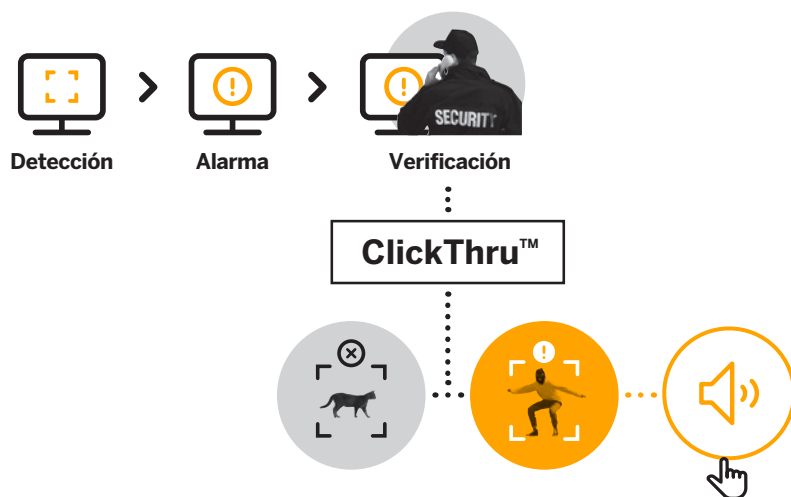 SECURITY
Detección
Alarma
Verificación
ClickThru™